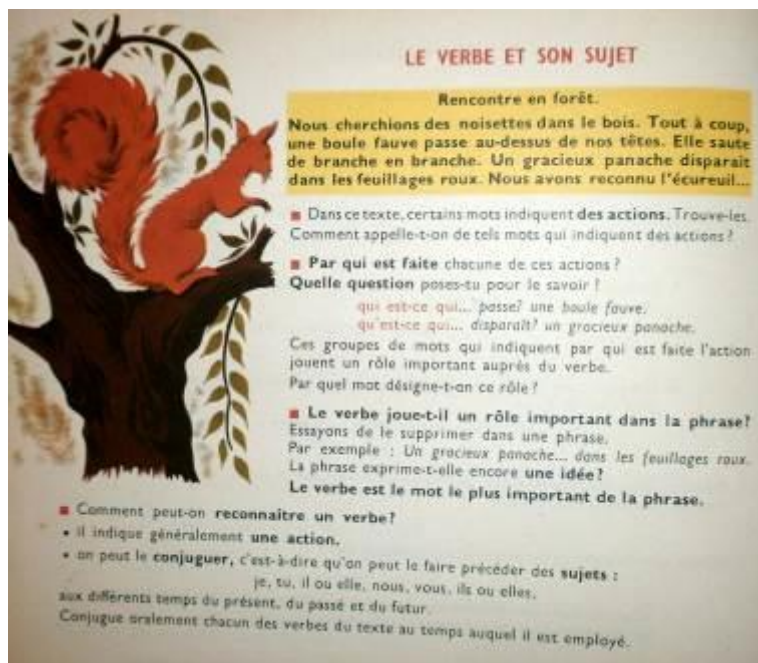 LE VERBE ET SON SUJET
Rencontre en forêt.
Nous cherchions des noisettes dans le bois. Tout à coup,
une boule fauve passe au-dessus de nos têtes. Elle saute
de branche en branche. Un gracieux panache disparaît
dans les feuillages roux. Nous avons reconnu l'écureuil...
■ Dans ce texte, certains mots indiquent des actions. Trouve-les.
Comment appelle-t-on de tels mots qui indiquent des actions ?
■ Par qui est faite chacune de ces actions ?
Quelle question poses-tu pour le savoir ?
qui est-ce qui... passe? une boule fauve.
qu'est-ce qui... disparaît? un gracieux panache.
Ces groupes de mots qui indiquent par qui est faite l'action
jouent un rôle important auprès du verbe.
Par quel mot désigne-t-on ce rôle ?
■ Le verbe joue-t-il un rôle important dans la phrase?
Essayons de le supprimer dans une phrase.
Par exemple : Un gracieux panache... dans les feuillages roux.
La phrase exprime-t-elle encore une idée?
Le verbe est le mot le plus important de la phrase.
■ Comment peut-on reconnaître un verbe?
• il indique généralement une action.
• on peut le conjuguer, c'est-à-dire qu'on peut le faire précéder des sujets :
je, tu, il ou elle, nous, vous, ils ou elles,
aux différents temps du présent, du passé et du futur.
Conjugue oralement chacun des verbes du texte au temps auquel il est employé.